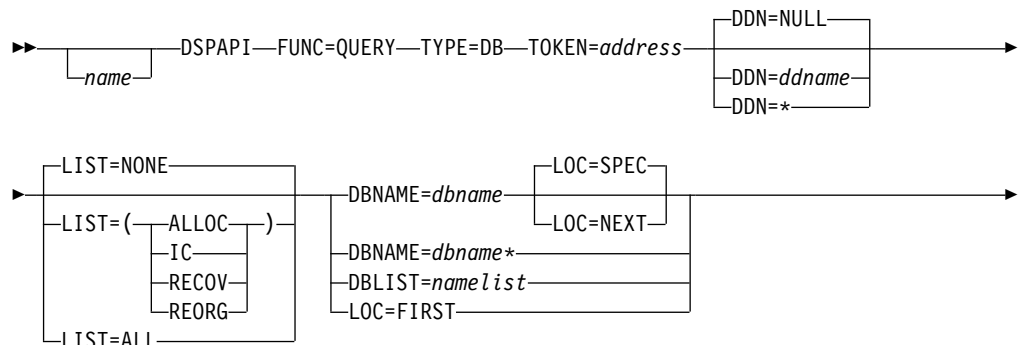 DDN=NULL
DSPAPI FUNC=QUERY TYPE=DB TOKEN=address
name
DDN=ddname
DDN=*
LIST=NONE
LOC=SPEC
DBNAME=dbname
LIST=( ALLOC )
LOC=NEXT
IC
DBNAME=dbname*
RECOV
DBLIST=namelist
REORG
LOC=FIRST
LIST=ALL